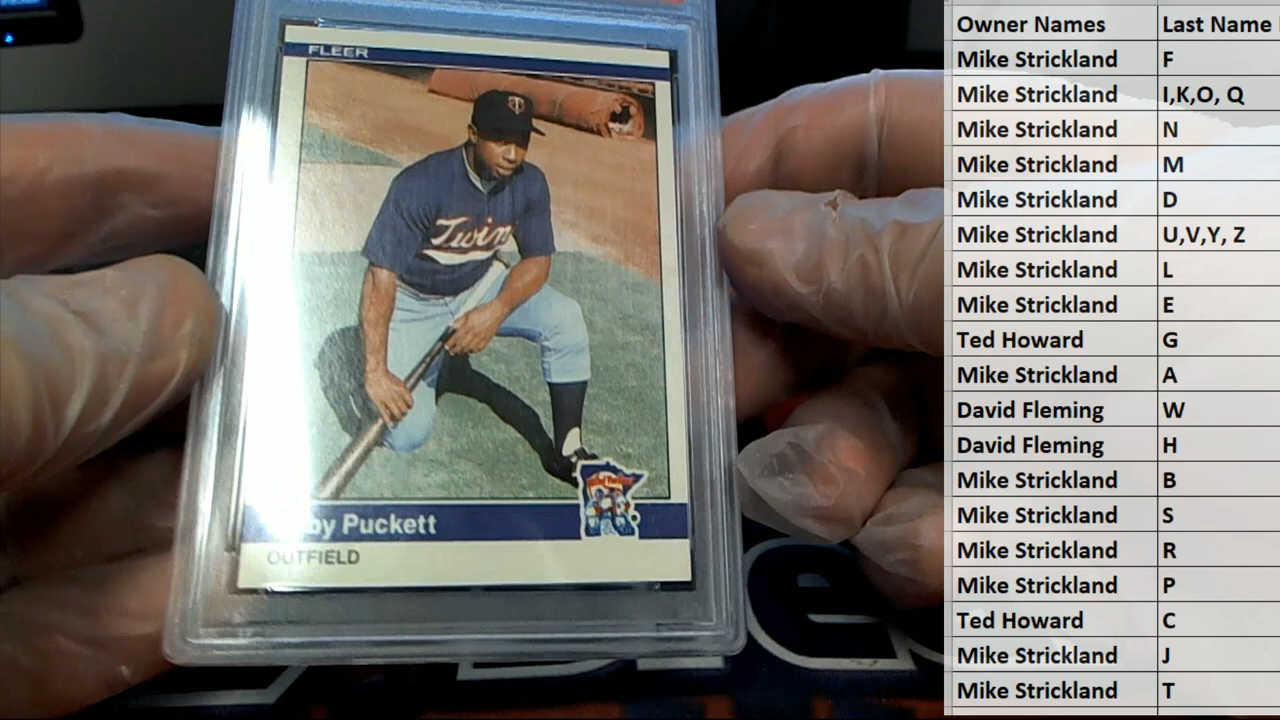 FLEER
Twin
by Puckett
OUTFIELD
Owner Names Last Name
Mike Strickland F
Mike Strickland I,K,O, Q
Mike Strickland N
Mike Strickland M
Mike Strickland D
Mike Strickland U,V,Y, Z
Mike Strickland L
Mike Strickland E
Ted Howard G
Mike Strickland A
David Fleming W
David Fleming H
Mike Strickland B
Mike Strickland S
Mike Strickland R
Mike Strickland P
Ted Howard C
Mike Strickland J
Mike Strickland T